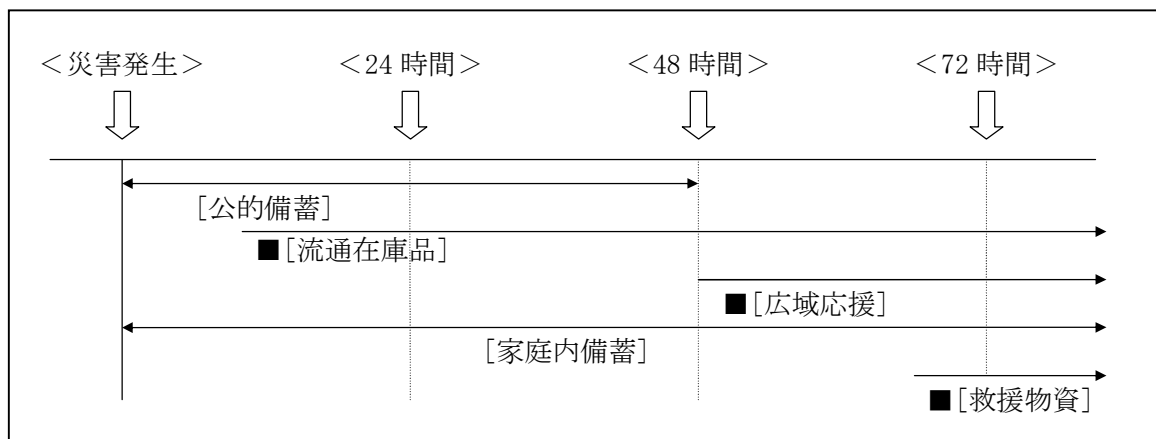 ＜災害発生＞ ＜24 時間＞ ＜48 時間＞ ＜72 時間＞
［公的備蓄］
■［流通在庫品］
■［広域応援］
［家庭内備蓄］
■［救援物資］